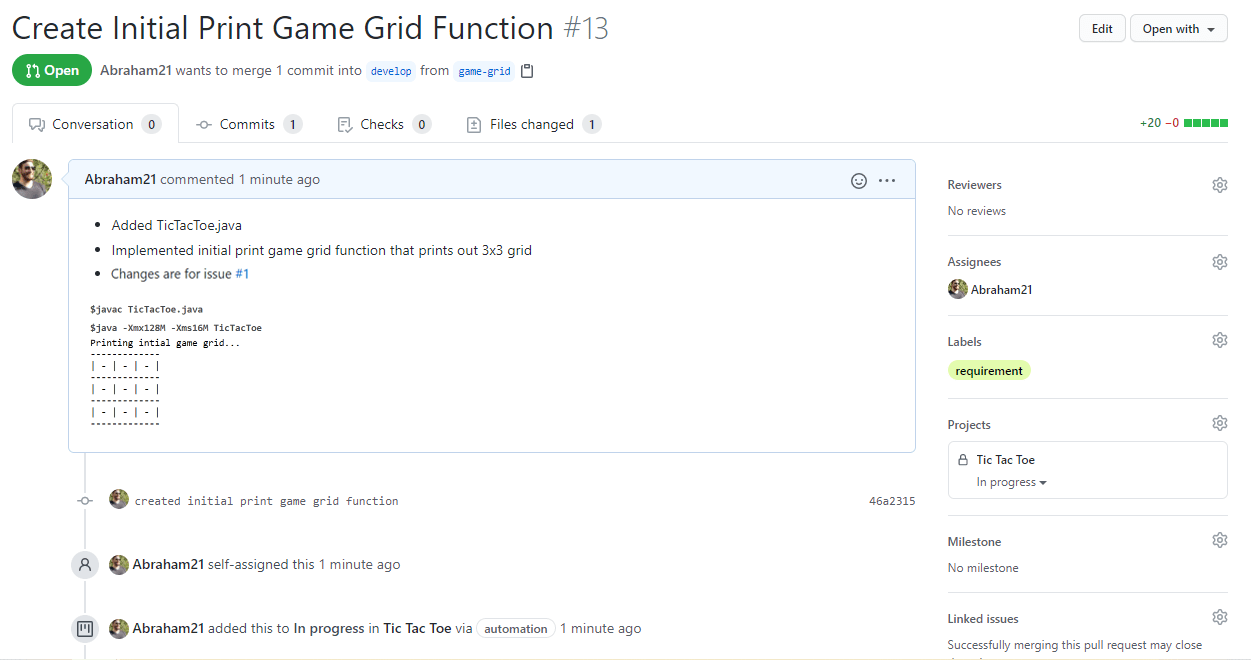 Create Initial Print Game Grid Function #13
Edit
Open with
Open
Abraham21 wants to merge 1 commit into develop from game-grid
Conversation 0
Commits 1
Checks 0
Files changed 1
+20 −0
Abraham21 commented 1 minute ago
Added TicTacToe.java
Implemented initial print game grid function that prints out 3x3 grid
Changes are for issue #1
$javac TicTacToe.java
$java -Xmx128M -Xms16M TicTacToe
Printing intial game grid...
-------------
| - | - | - |
-------------
| - | - | - |
-------------
| - | - | - |
-------------
created initial print game grid function 46a2315
Abraham21 self-assigned this 1 minute ago
Abraham21 added this to In progress in Tic Tac Toe via automation 1 minute ago
Reviewers
No reviews
Assignees
Abraham21
Labels
requirement
Projects
Tic Tac Toe
In progress
Milestone
No milestone
Linked issues
Successfully merging this pull request may close